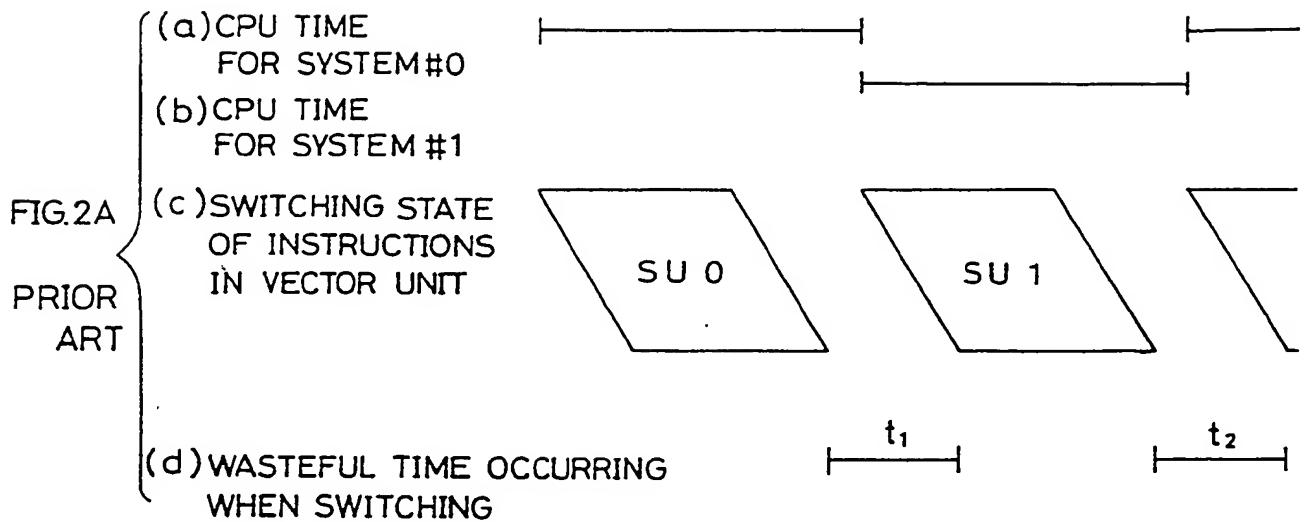 FIG.2A
PRIOR
ART
(a) CPU TIME
FOR SYSTEM #0
(b) CPU TIME
FOR SYSTEM #1
(c) SWITCHING STATE
OF INSTRUCTIONS
IN VECTOR UNIT
SU 0
SU 1
(d) WASTEFUL TIME OCCURRING
WHEN SWITCHING
t₁
t₂